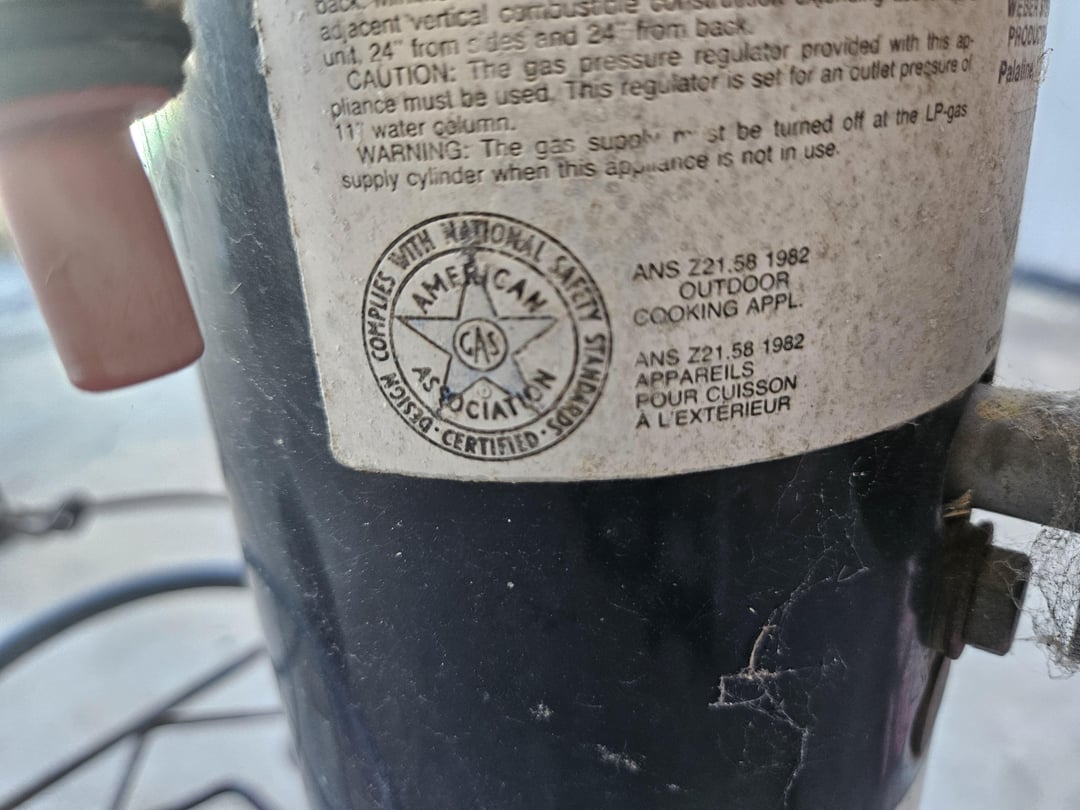 adjacent vertical combustible construction
unit, 24" from sides and 24" from back.
CAUTION: The gas pressure regulator provided with this ap-
pliance must be used. This regulator is set for an outlet pressure of
11" water column.
WARNING: The gas supply must be turned off at the LP-gas
supply cylinder when this appliance is not in use.
WEBER
PRODUC
Palatine,
DESIGN COMPLIES WITH NATIONAL SAFETY STANDARDS
· CERTIFIED ·
AMERICAN
GAS
ASSOCIATION
ANS Z21.58 1982
OUTDOOR
COOKING APPL.
ANS Z21.58 1982
APPAREILS
POUR CUISSON
À L'EXTÉRIEUR